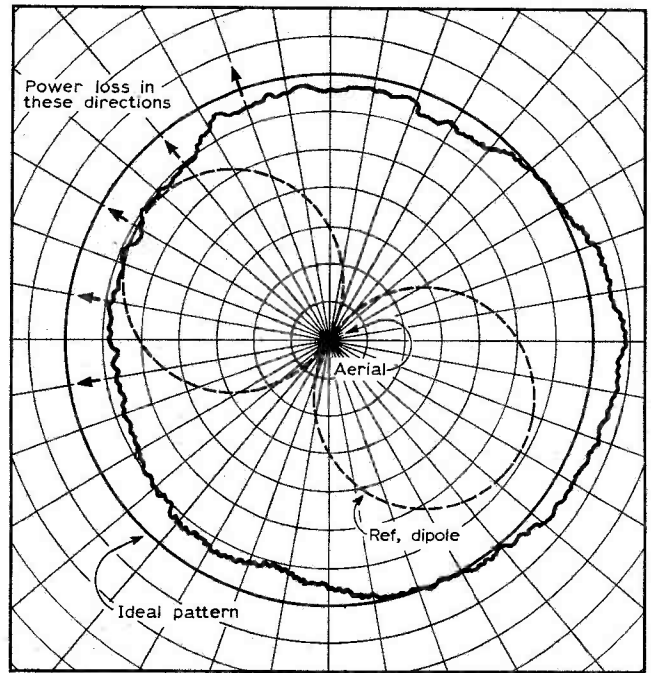 Power loss in
these directions
Aerial
Ref, dipole
Ideal pattern